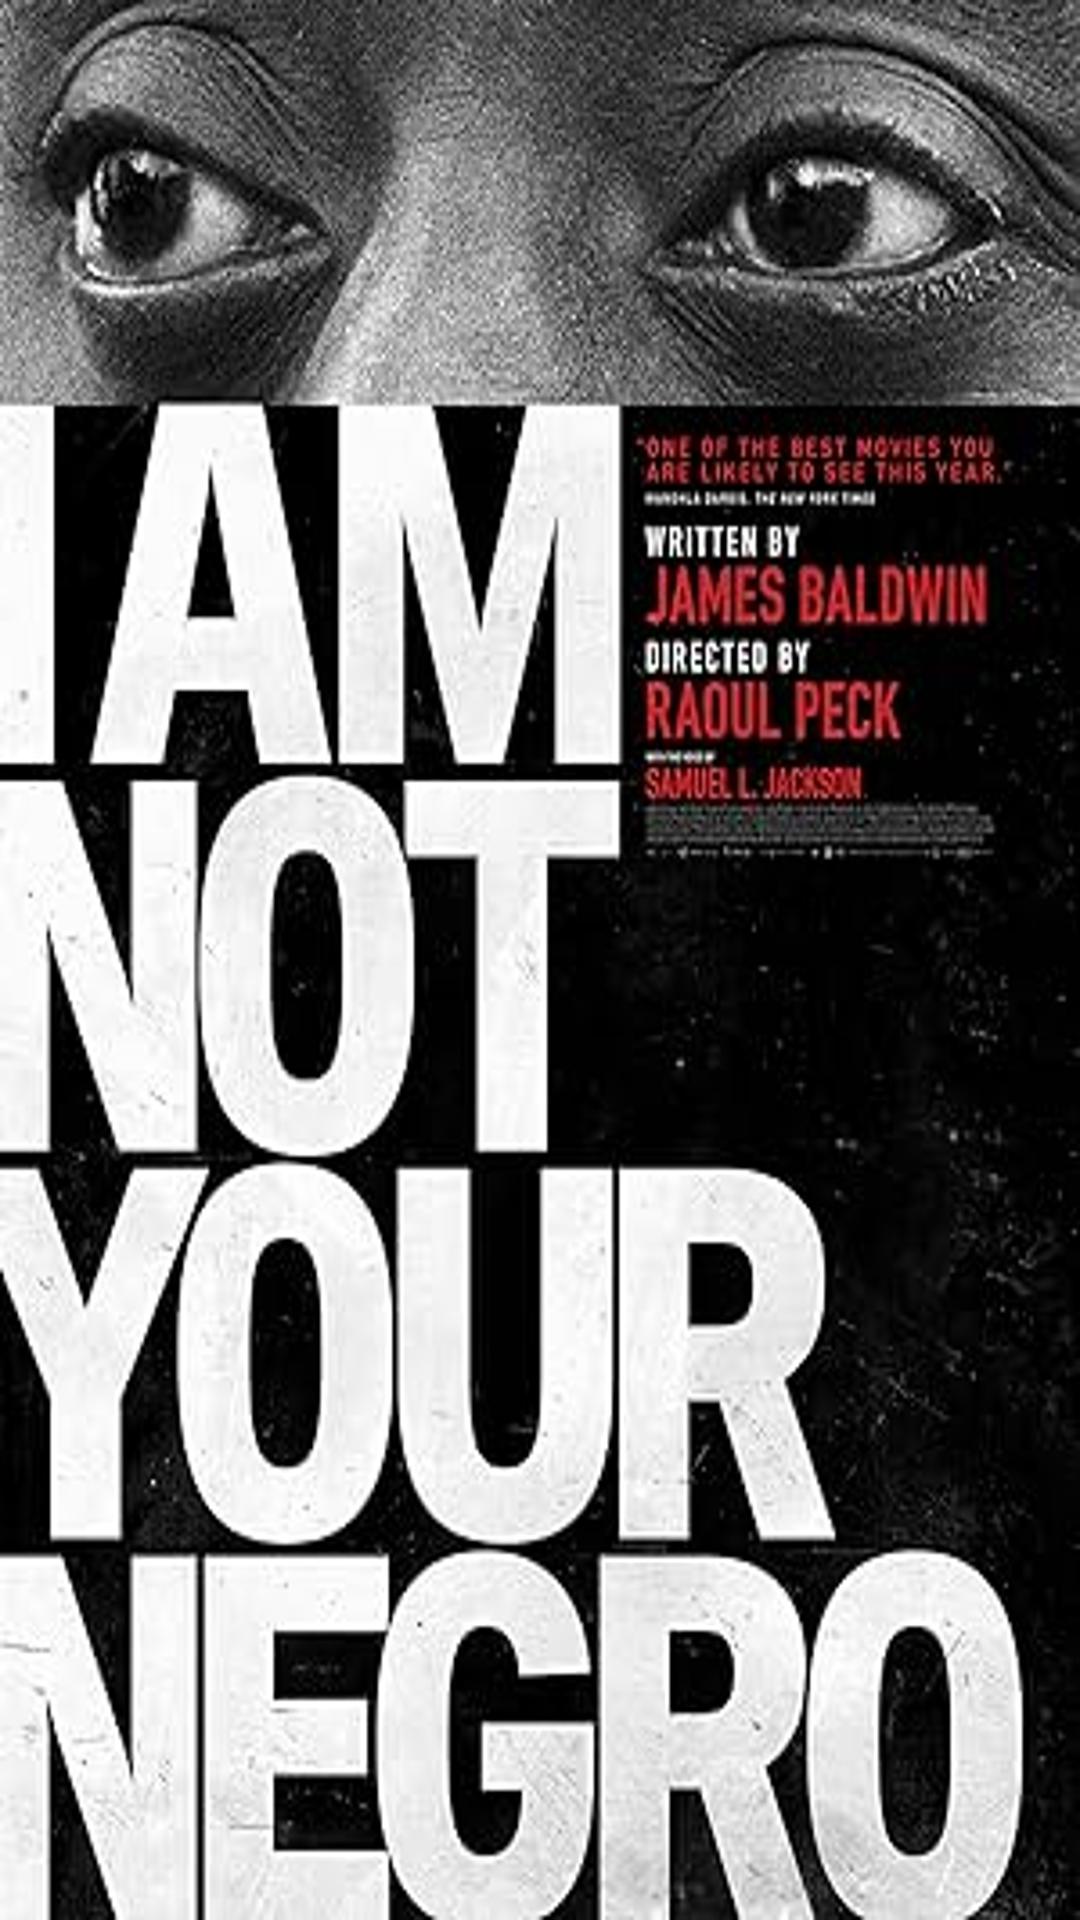 I AM
"ONE OF THE BEST MOVIES YOU
ARE LIKELY TO SEE THIS YEAR."
MANOHLA DARGIS, THE NEW YORK TIMES
WRITTEN BY
JAMES BALDWIN
DIRECTED BY
RAOUL PECK
SAMUEL L. JACKSON
NOT
YOUR
NEGRO